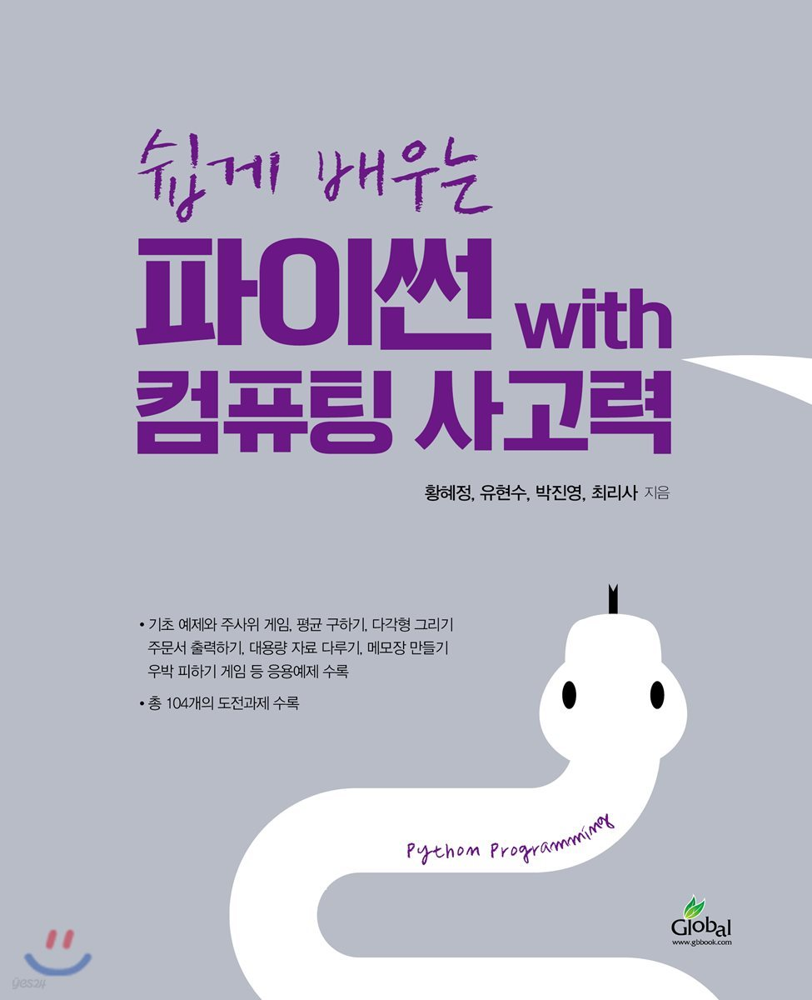 쉽게 배우는
파이썬 with
컴퓨팅 사고력
황혜정, 유현수, 박진영, 최리사 지음
• 기초 예제와 주사위 게임, 평균 구하기, 다각형 그리기
주문서 출력하기, 대용량 자료 다루기, 메모장 만들기
우박 피하기 게임 등 응용예제 수록
• 총 104개의 도전과제 수록
Python Programming
Global
www.gbbook.com
yes24